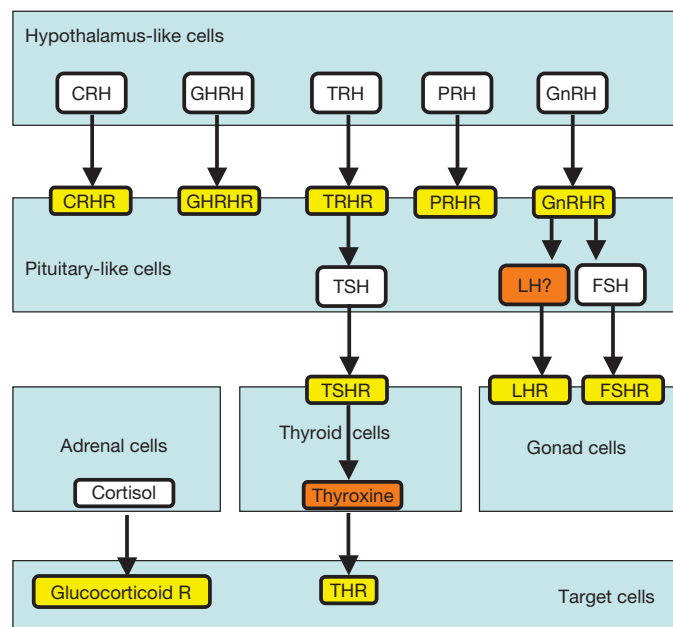 Hypothalamus-like cells
CRH
GHRH
TRH
PRH
GnRH
CRHR
GHRHR
TRHR
PRHR
GnRHR
Pituitary-like cells
TSH
LH?
FSH
TSHR
LHR
FSHR
Adrenal cells
Thyroid cells
Gonad cells
Cortisol
Thyroxine
Glucocorticoid R
THR
Target cells